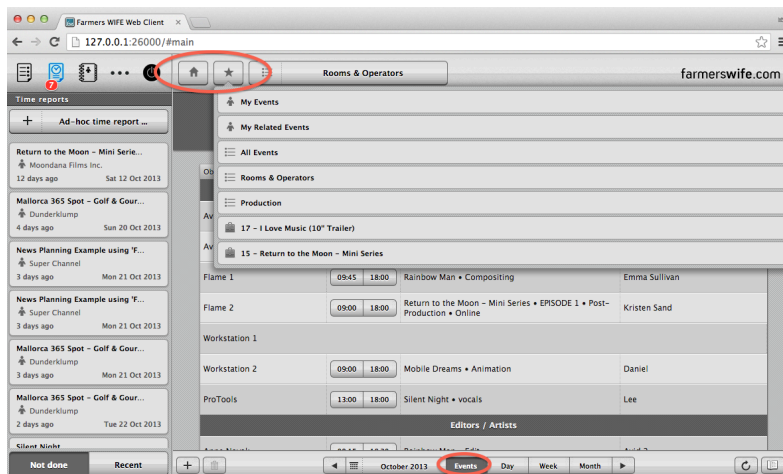 Farmers WIFE Web Client
127.0.0.1:26000/#main
7
Rooms & Operators
farmerswife.com
Time reports
+ Ad-hoc time report ...
Return to the Moon – Mini Serie...
Moondana Films Inc.
12 days ago Sat 12 Oct 2013
Mallorca 365 Spot – Golf & Gour...
Dunderklump
4 days ago Sun 20 Oct 2013
News Planning Example using 'F...
Super Channel
3 days ago Mon 21 Oct 2013
News Planning Example using 'F...
Super Channel
3 days ago Mon 21 Oct 2013
Mallorca 365 Spot – Golf & Gour...
Dunderklump
3 days ago Mon 21 Oct 2013
Mallorca 365 Spot – Golf & Gour...
Dunderklump
2 days ago Tue 22 Oct 2013
Silent Night
Not done Recent
My Events
My Related Events
All Events
Rooms & Operators
Production
17 – I Love Music (10" Trailer)
15 – Return to the Moon – Mini Series
Ob
Av
Av
Flame 1 09:45 18:00 Rainbow Man • Compositing Emma Sullivan
Flame 2 09:00 18:00 Return to the Moon – Mini Series • EPISODE 1 • Post-
Production • Online Kristen Sand
Workstation 1
Workstation 2 09:00 18:00 Mobile Dreams • Animation Daniel
ProTools 13:00 18:00 Silent Night • vocals Lee
Editors / Artists
+ October 2013 Events Day Week Month